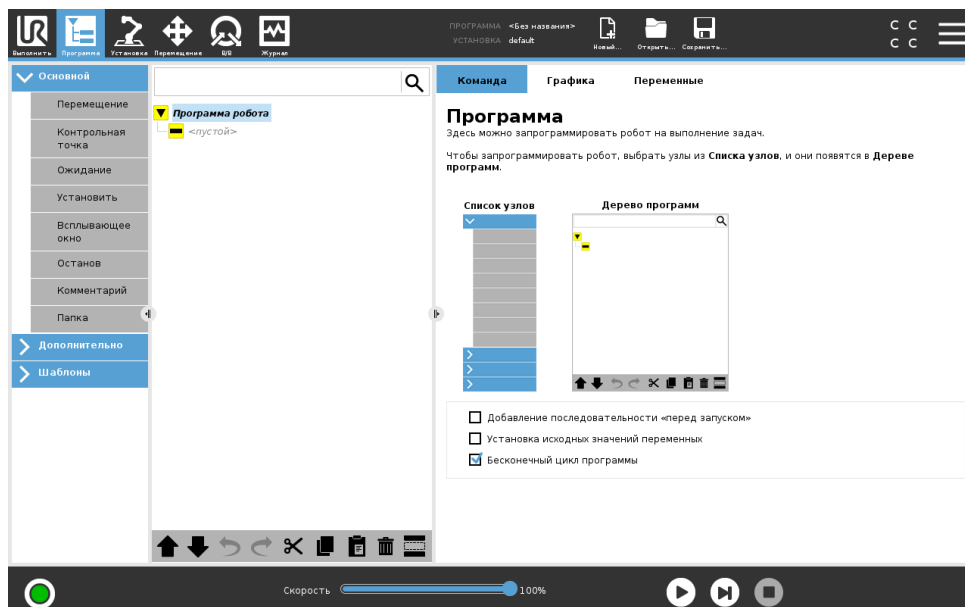 ПРОГРАММА <Без названия>
УСТАНОВКА default
Выполнить
Программа
Установка
Перемещение
В/В
Журнал
Новый...
Открыть...
Сохранить...
C C
C C
Основной
Перемещение
Контрольная
точка
Ожидание
Установить
Всплывающее
окно
Останов
Комментарий
Папка
Дополнительно
Шаблоны
Программа робота
<пустой>
Команда
Графика
Переменные
Программа
Здесь можно запрограммировать робот на выполнение задач.
Чтобы запрограммировать робот, выбрать узлы из Списка узлов, и они появятся в Дереве
программ.
Список узлов
Дерево программ
Добавление последовательности «перед запуском»
Установка исходных значений переменных
Бесконечный цикл программы
Скорость
100%